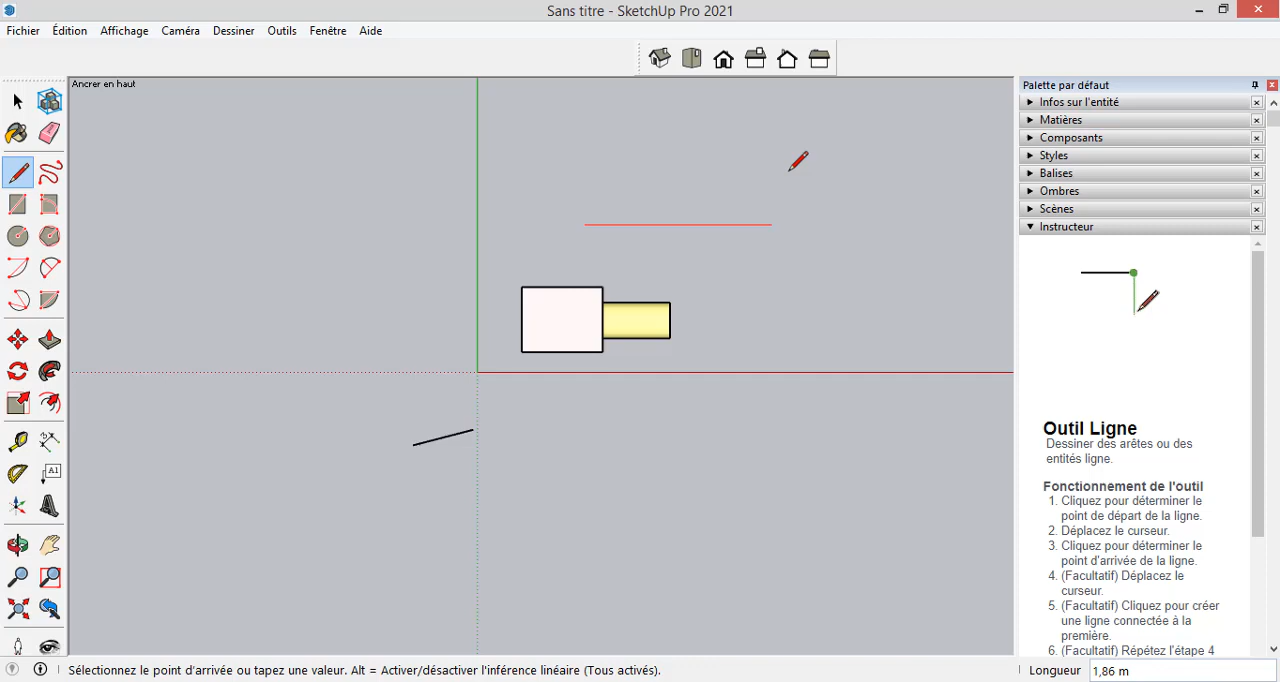 Sans titre - SketchUp Pro 2021
Fichier Édition Affichage Caméra Dessiner Outils Fenêtre Aide
Ancrer en haut
Palette par défaut
Infos sur l'entité
Matières
Composants
Styles
Balises
Ombres
Scènes
Instructeur
A1
Outil Ligne
Dessiner des arêtes ou des
entités ligne.
Fonctionnement de l'outil
1. Cliquez pour déterminer le
point de départ de la ligne.
2. Déplacez le curseur.
3. Cliquez pour déterminer le
point d'arrivée de la ligne.
4. (Facultatif) Déplacez le
curseur.
5. (Facultatif) Cliquez pour créer
une ligne connectée à la
première.
6. (Facultatif) Répétez l'étape 4
Sélectionnez le point d'arrivée ou tapez une valeur. Alt = Activer/désactiver l'inférence linéaire (Tous activés).
Longueur 1,86 m